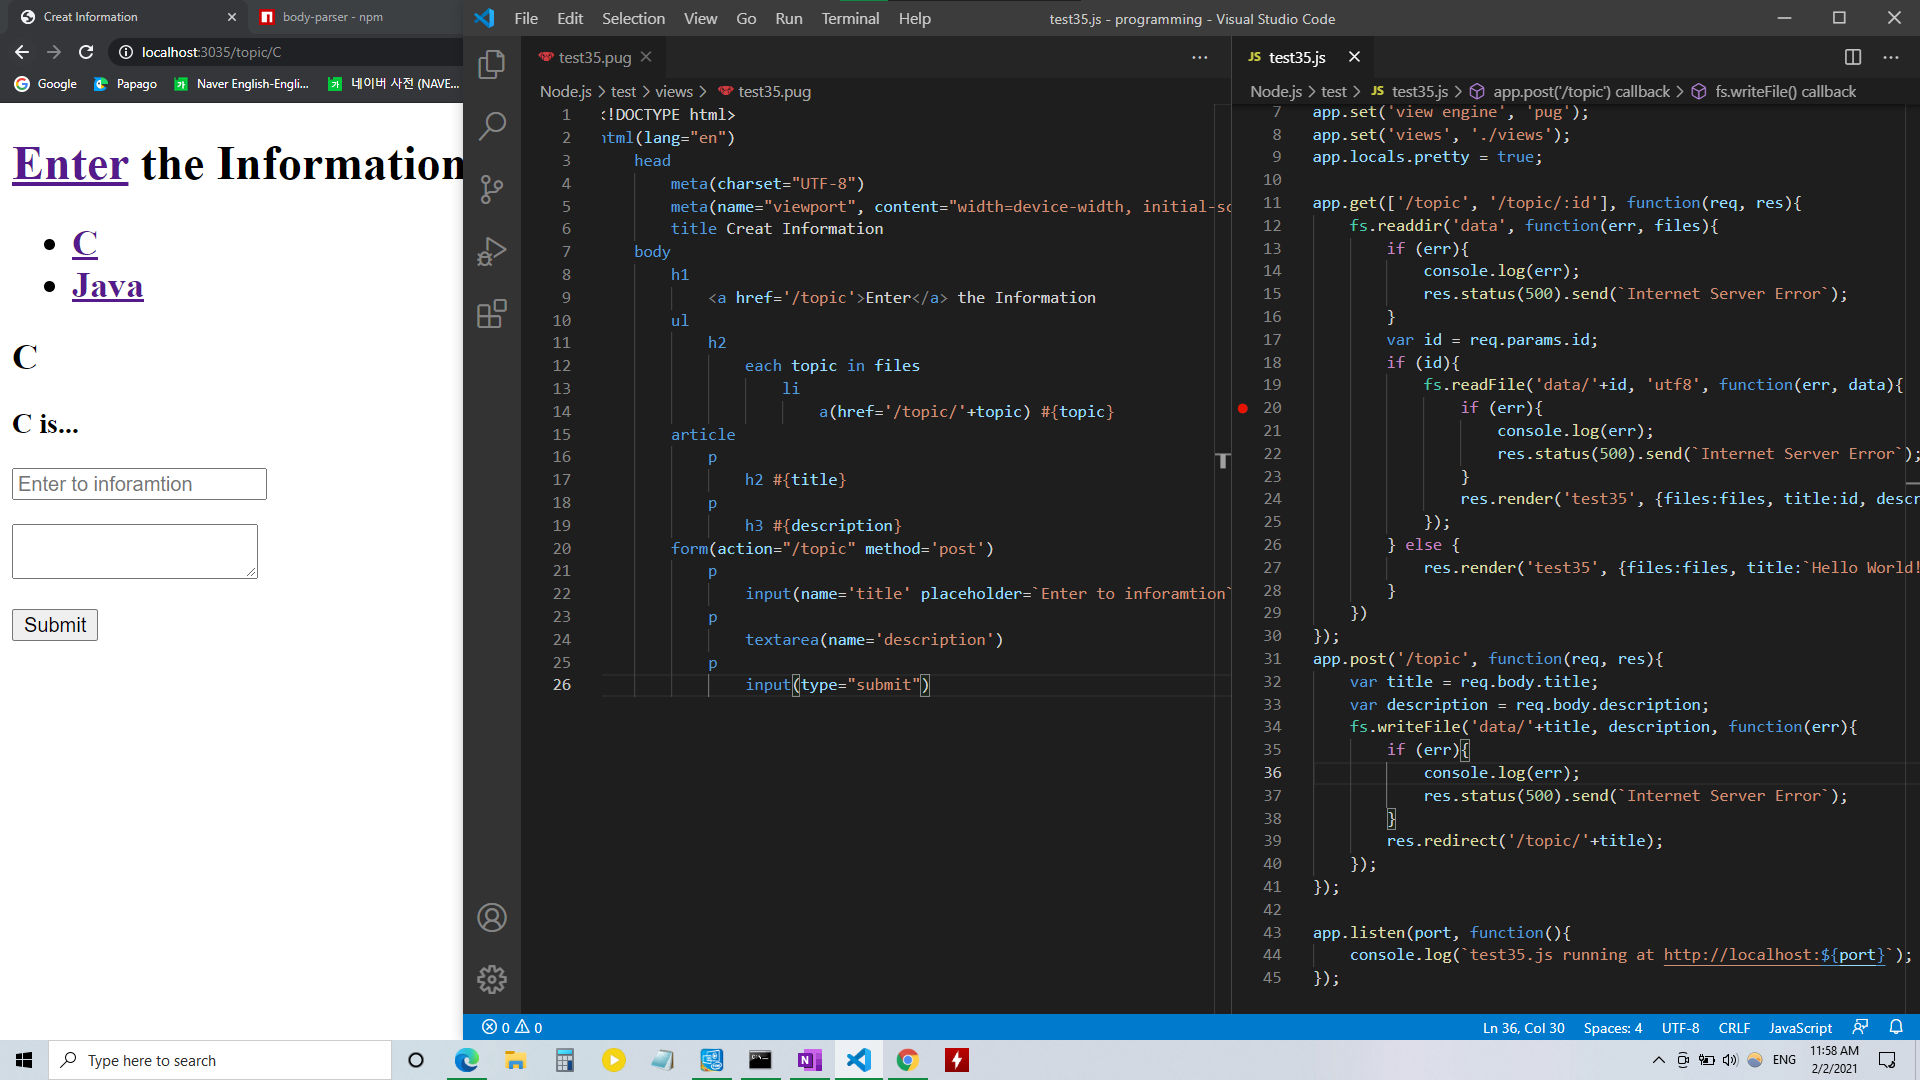 Creat Information
body-parser - npm
localhost:3035/topic/C
Google
Papago
Naver English-Engli...
네이버 사전 (NAVE...
Enter the Information
C
Java
C
C is...
Enter to inforamtion
Submit
File Edit Selection View Go Run Terminal Help
test35.js - programming - Visual Studio Code
test35.pug
Node.js > test > views > test35.pug
1 <!DOCTYPE html>
2 html(lang="en")
3 head
4 meta(charset="UTF-8")
5 meta(name="viewport", content="width=device-width, initial-sc
6 title Creat Information
7 body
8 h1
9 <a href='/topic'>Enter</a> the Information
10 ul
11 h2
12 each topic in files
13 li
14 a(href='/topic/'+topic) #{topic}
15 article
16 p
17 h2 #{title}
18 p
19 h3 #{description}
20 form(action="/topic" method='post')
21 p
22 input(name='title' placeholder=`Enter to inforamtion`
23 p
24 textarea(name='description')
25 p
26 input(type="submit")
JS test35.js
Node.js > test > JS test35.js > app.post('/topic') callback > fs.writeFile() callback
7 app.set('view engine', 'pug');
8 app.set('views', './views');
9 app.locals.pretty = true;
10
11 app.get(['/topic', '/topic/:id'], function(req, res){
12 fs.readdir('data', function(err, files){
13 if (err){
14 console.log(err);
15 res.status(500).send(`Internet Server Error`);
16 }
17 var id = req.params.id;
18 if (id){
19 fs.readFile('data/'+id, 'utf8', function(err, data){
20 if (err){
21 console.log(err);
22 res.status(500).send(`Internet Server Error`);
23 }
24 res.render('test35', {files:files, title:id, descr
25 });
26 } else {
27 res.render('test35', {files:files, title:`Hello World!
28 }
29 })
30 });
31 app.post('/topic', function(req, res){
32 var title = req.body.title;
33 var description = req.body.description;
34 fs.writeFile('data/'+title, description, function(err){
35 if (err){
36 console.log(err);
37 res.status(500).send(`Internet Server Error`);
38 }
39 res.redirect('/topic/'+title);
40 });
41 });
42
43 app.listen(port, function(){
44 console.log(`test35.js running at http://localhost:${port}`);
45 });
0 0
Ln 36, Col 30 Spaces: 4 UTF-8 CRLF JavaScript
Type here to search
ENG
11:58 AM
2/2/2021